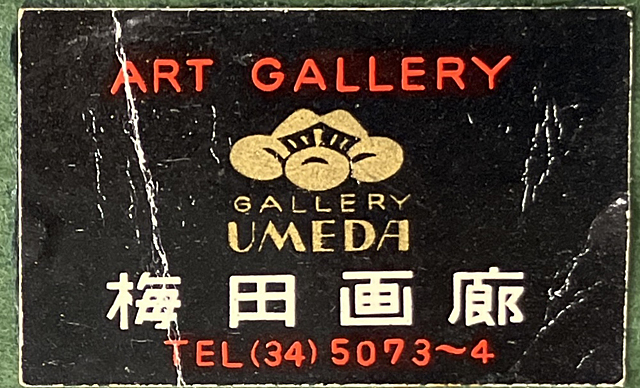 ART GALLERY
GALLERY
UMEDA
梅田画廊
TEL(34)5073〜4